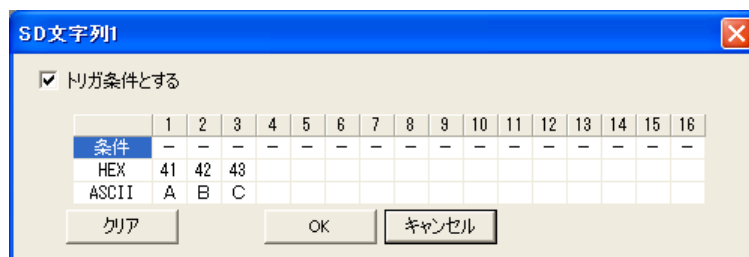 SD文字列1
トリガ条件とする
1 2 3 4 5 6 7 8 9 10 11 12 13 14 15 16
条件 － － － － － － － － － － － － － － － －
HEX 41 42 43
ASCII A B C
クリア OK キャンセル